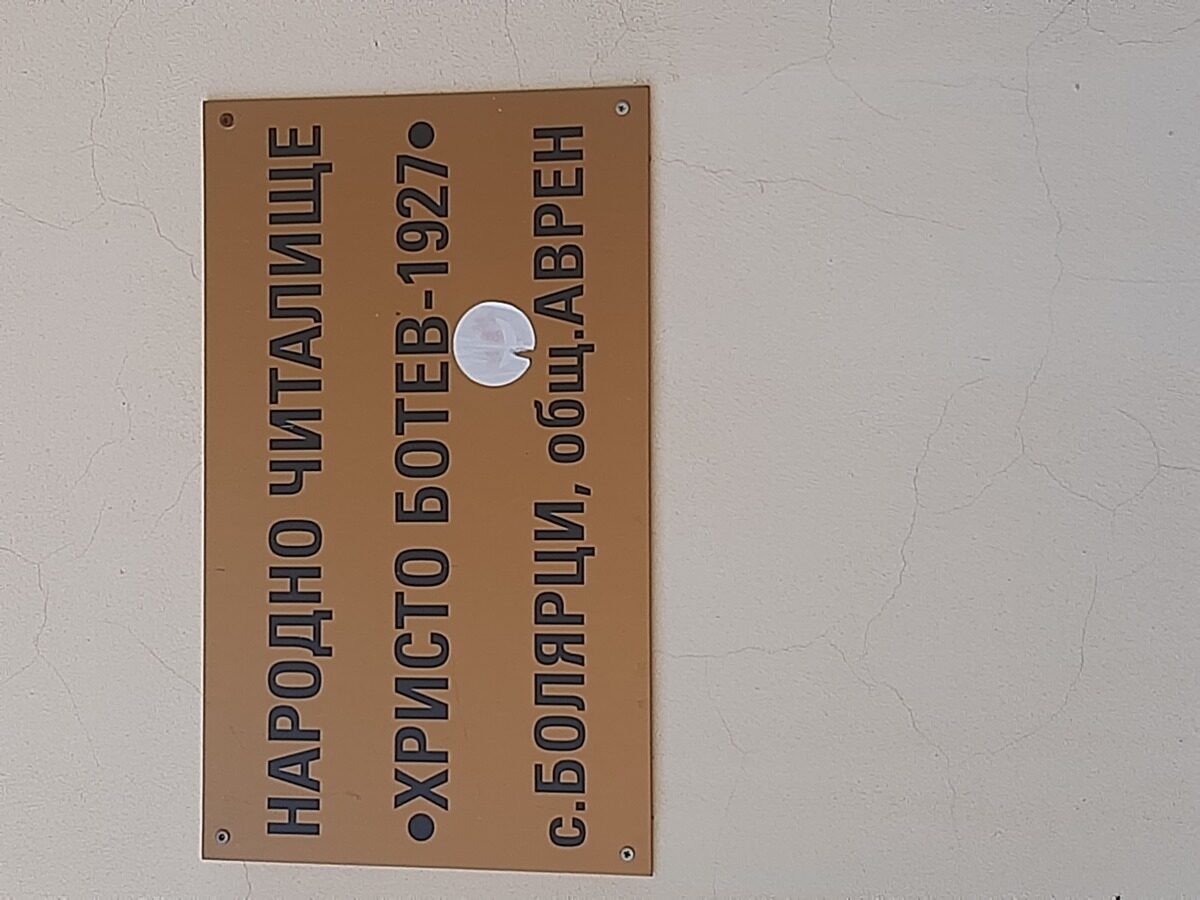 НАРОДНО ЧИТАЛИЩЕ
•ХРИСТО БОТЕВ-1927•
с.БОЛЯРЦИ, общ.АВРЕН